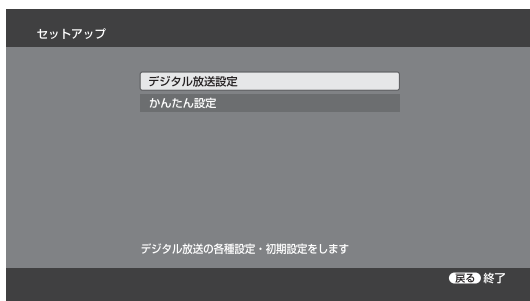 セットアップ
デジタル放送設定
かんたん設定
デジタル放送の各種設定・初期設定をします
戻る 終了